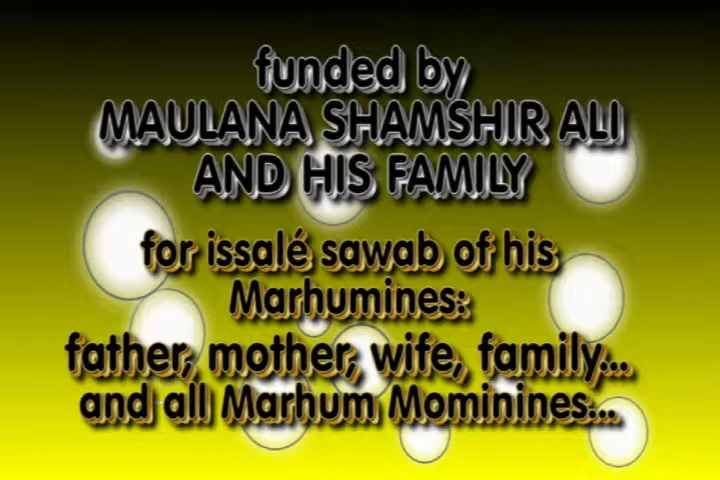 funded by
MAULANA SHAMSHIR ALI
AND HIS FAMILY
for issalé sawab of his
Marhumines:
father, mother, wife, family...
and all Marhum Mominines...